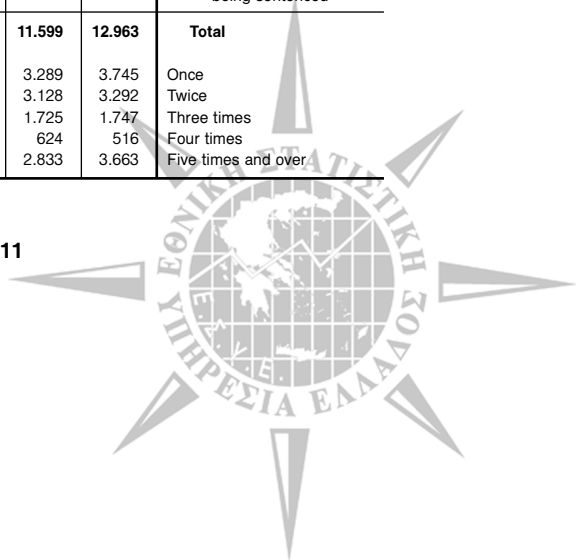 being sentenced
11.599 12.963 Total
3.289 3.745 Once
3.128 3.292 Twice
1.725 1.747 Three times
624 516 Four times
2.833 3.663 Five times and over
11
ΕΘΝΙΚΗ ΣΤΑΤΙΣΤΙΚΗ
ΥΠΗΡΕΣΙΑ ΕΛΛΑΔΟΣ
Ε.Σ.Υ.Ε.